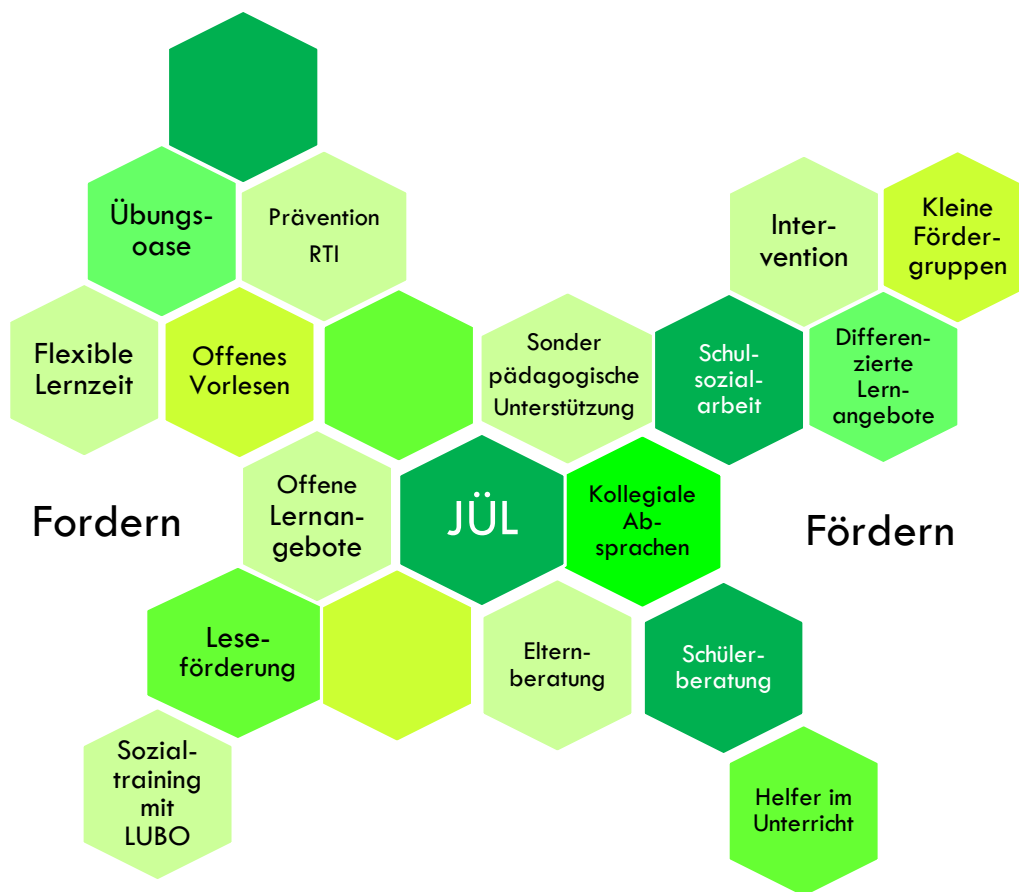 Übungs-
oase
Prävention
RTI
Inter-
vention
Kleine
Förder-
gruppen
Flexible
Lernzeit
Offenes
Vorlesen
Sonder
pädagogische
Unterstützung
Schul-
sozial-
arbeit
Differen-
zierte
Lern-
angebote
Fordern
Offene
Lernan-
gebote
JÜL
Kollegiale
Ab-
sprachen
Fördern
Lese-
förderung
Eltern-
beratung
Schüler-
beratung
Sozial-
training
mit
LUBO
Helfer im
Unterricht